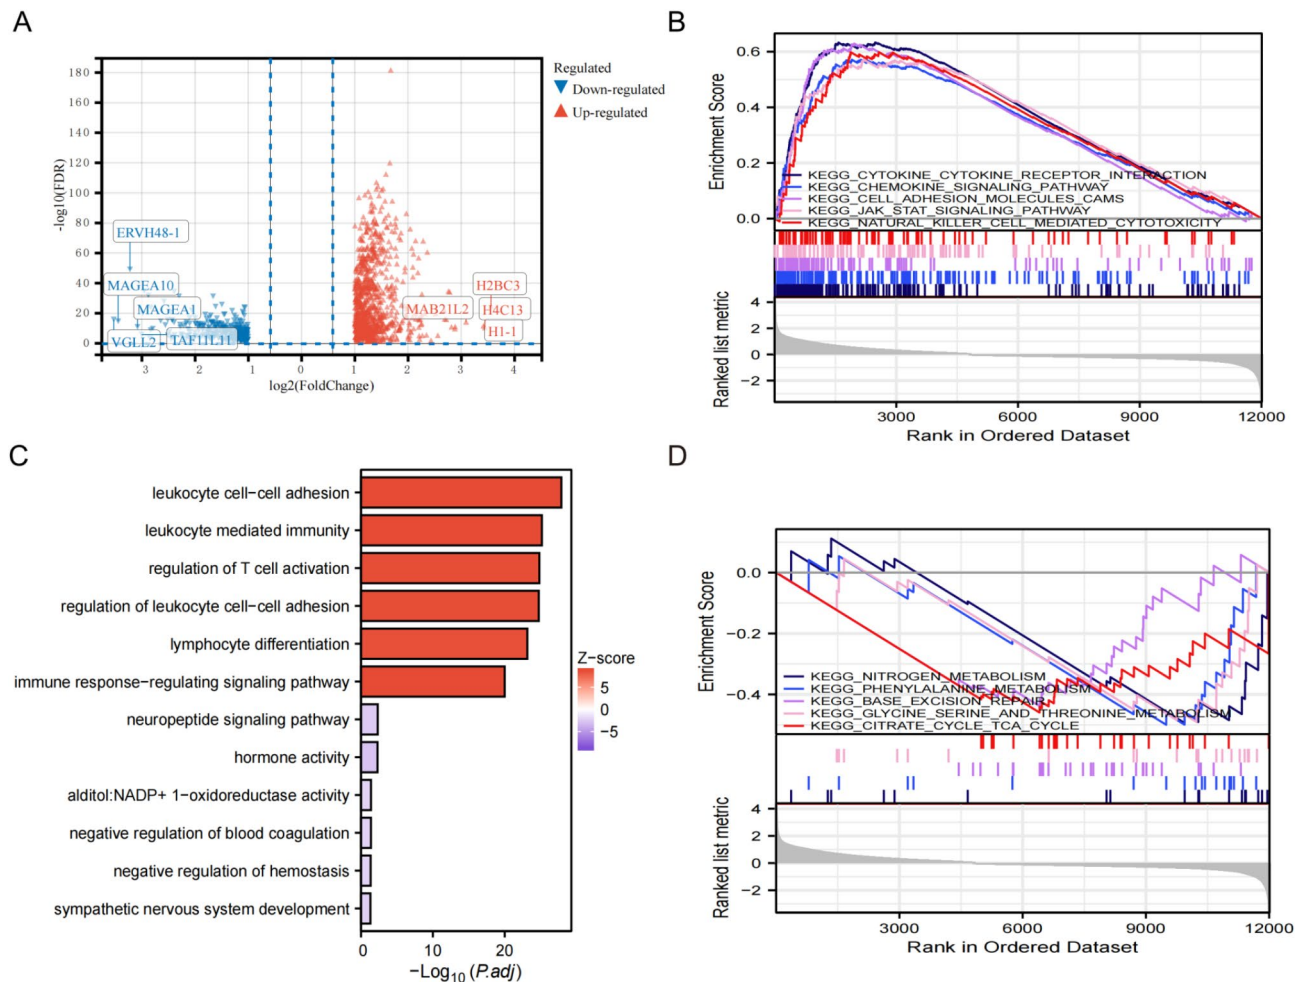 A
Regulated
Down-regulated
Up-regulated
-log10(FDR)
180
160
140
120
100
80
60
40
20
0
ERVH48-1
MAGEA10
MAGEA1
VGLL2
TAF11L11
H2BC3
MAB21L2
H4C13
H1-1
3 2 1 0 1 2 3 4
log2(FoldChange)
B
Enrichment Score
0.6
0.4
0.2
0.0
KEGG_CYTOKINE_CYTOKINE_RECEPTOR_INTERACTION
KEGG_CHEMOKINE_SIGNALING_PATHWAY
KEGG_CELL_ADHESION_MOLECULES_CAMS
KEGG_JAK_STAT_SIGNALING_PATHWAY
KEGG_NATURAL_KILLER_CELL_MEDIATED_CYTOTOXICITY
Ranked list metric
4
2
0
−2
3000 6000 9000 12000
Rank in Ordered Dataset
C
leukocyte cell−cell adhesion
leukocyte mediated immunity
regulation of T cell activation
regulation of leukocyte cell−cell adhesion
lymphocyte differentiation
immune response−regulating signaling pathway
neuropeptide signaling pathway
hormone activity
alditol:NADP+ 1−oxidoreductase activity
negative regulation of blood coagulation
negative regulation of hemostasis
sympathetic nervous system development
0 10 20
−Log10 (P.adj)
Z−score
5
0
−5
D
Enrichment Score
0.0
−0.2
−0.4
KEGG_NITROGEN_METABOLISM
KEGG_PHENYLALANINE_METABOLISM
KEGG_BASE_EXCISION_REPAIR
KEGG_GLYCINE_SERINE_AND_THREONINE_METABOLISM
KEGG_CITRATE_CYCLE_TCA_CYCLE
Ranked list metric
4
2
0
−2
3000 6000 9000 12000
Rank in Ordered Dataset